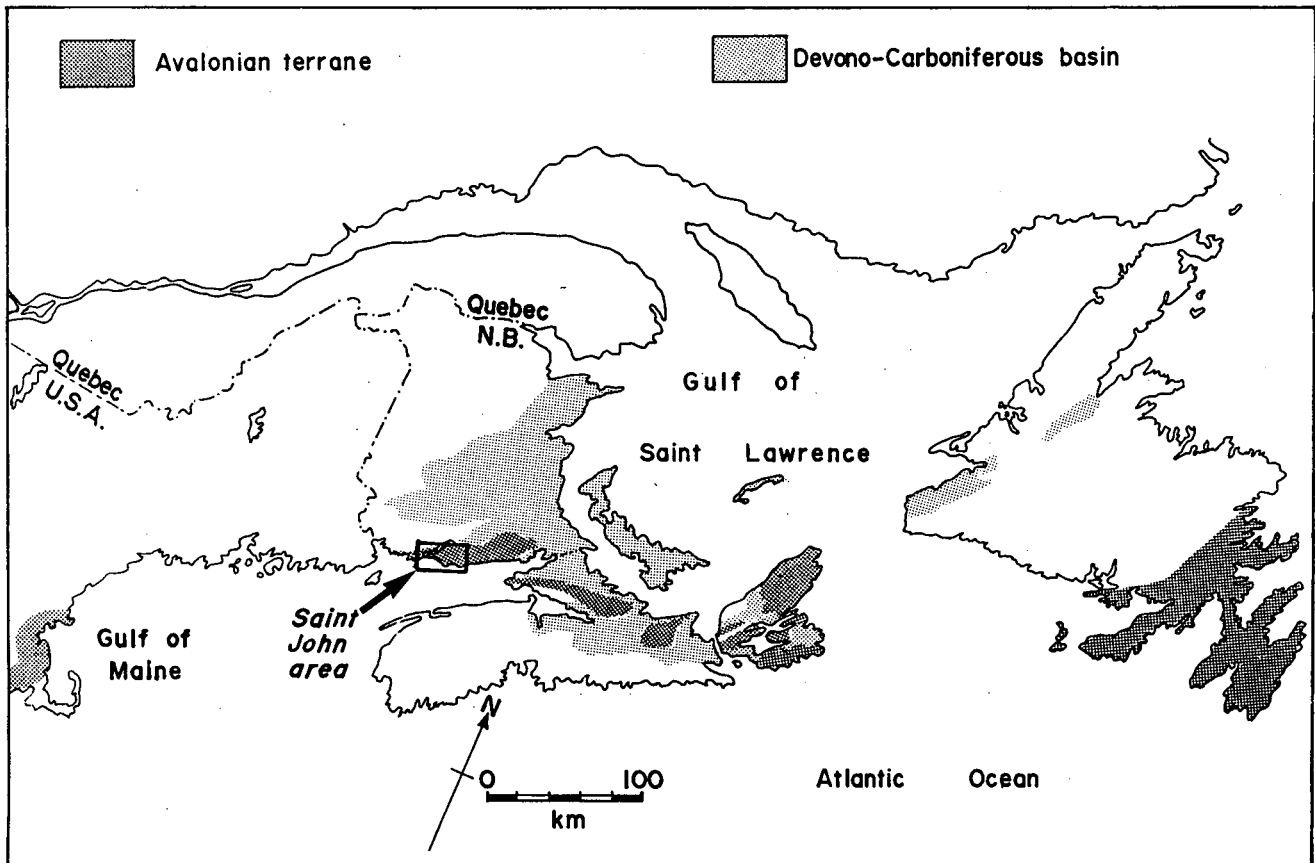 Avalonian terrane
Devono-Carboniferous basin
Quebec
N.B.
Quebec
U.S.A.
Gulf of
Saint Lawrence
Saint
John
area
Gulf of
Maine
N
0 100
km
Atlantic Ocean